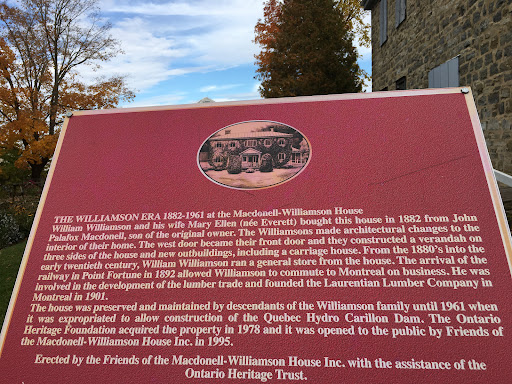 THE WILLIAMSON ERA 1882-1961 at the Macdonell-Williamson House
William Williamson and his wife Mary Ellen (née Everett) bought this house in 1882 from John
Palafox Macdonell, son of the original owner. The Williamsons made architectural changes to the
interior of their home. The west door became their front door and they constructed a verandah on
three sides of the house and new outbuildings, including a carriage house. From the 1880's into the
early twentieth century, William Williamson ran a general store from the house. The arrival of the
railway in Point Fortune in 1892 allowed Williamson to commute to Montreal on business. He was
involved in the development of the lumber trade and founded the Laurentian Lumber Company in
Montreal in 1901.
The house was preserved and maintained by descendants of the Williamson family until 1961 when
it was expropriated to allow construction of the Quebec Hydro Carillon Dam. The Ontario
Heritage Foundation acquired the property in 1978 and it was opened to the public by Friends of
the Macdonell-Williamson House Inc. in 1995.
Erected by the Friends of the Macdonell-Williamson House Inc. with the assistance of the
Ontario Heritage Trust.